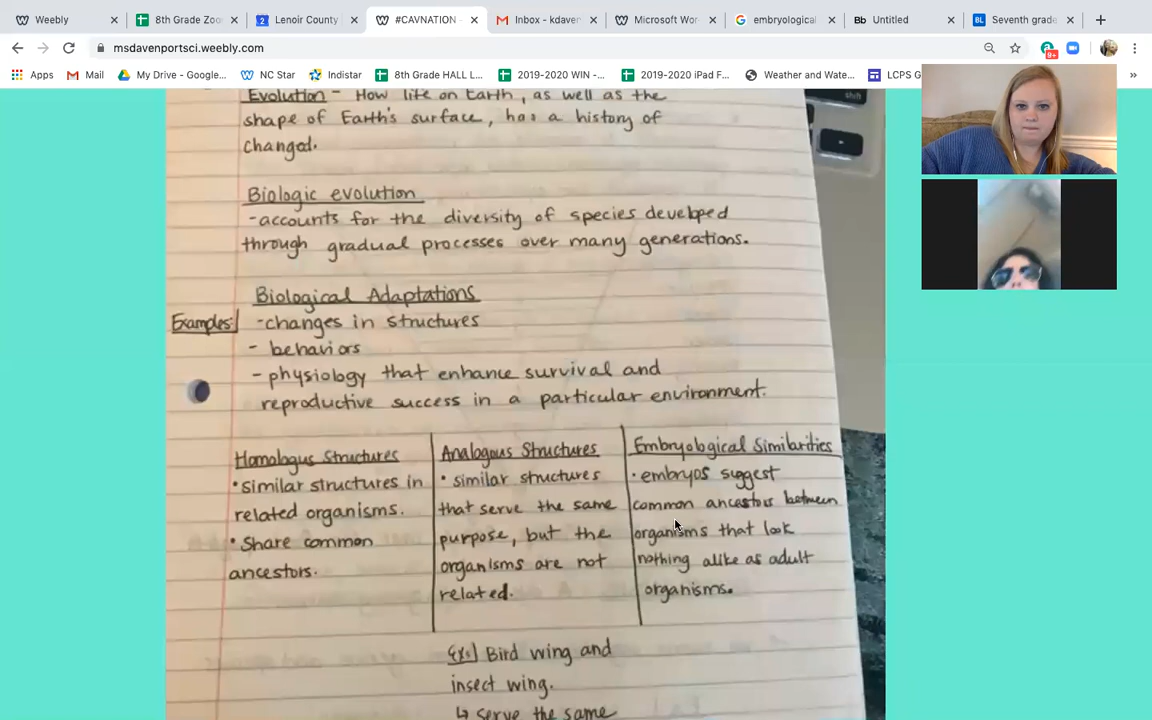 Weebly
8th Grade Zoo
Lenoir County
#CAVNATION -
Inbox - kdaver
Microsoft Wor
embryological
Bb Untitled
BL Seventh grade
msdavenportsci.weebly.com
Apps
Mail
My Drive - Google...
NC Star
Indistar
8th Grade HALL L...
2019-2020 WIN -...
2019-2020 iPad F...
Weather and Wate...
LCPS G
»
Evolution - How life on Earth, as well as the
shape of Earth's surface, has a history of
changed.
Biologic evolution
-accounts for the diversity of species developed
through gradual processes over many generations.
Biological Adaptations
Examples: -changes in structures
- behaviors
- physiology that enhance survival and
reproductive success in a particular environment.
Homologus Structures
•similar structures in
related organisms.
• Share common
ancestors.
Analogous Structures
• similar structures
that serve the same
purpose, but the
organisms are not
related.
Ex:) Bird wing and
insect wing.
↳ serve the same
Embryological Similarities
•embryos suggest
common ancestors between
organisms that look
nothing alike as adult
organisms.